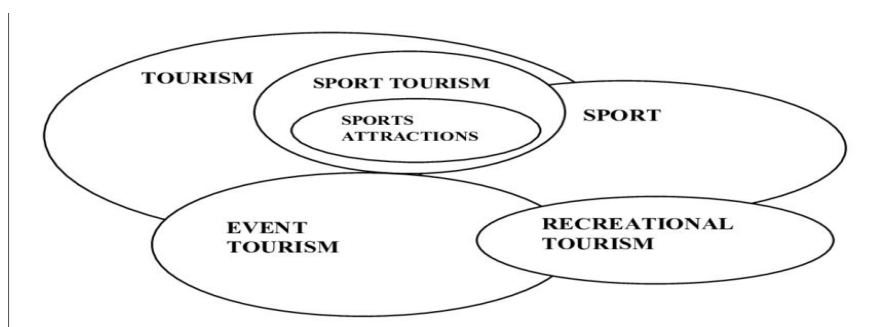 TOURISM
SPORT TOURISM
SPORTS
ATTRACTIONS
SPORT
EVENT
TOURISM
RECREATIONAL
TOURISM